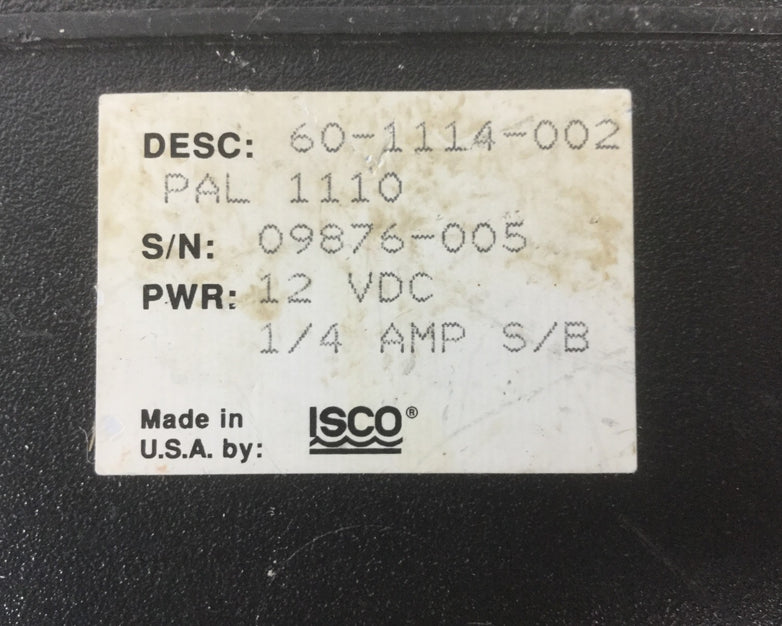 DESC: 60-1114-002
PAL 1110
S/N: 09876-005
PWR: 12 VDC
1/4 AMP S/B
Made in ISCO®
U.S.A. by: